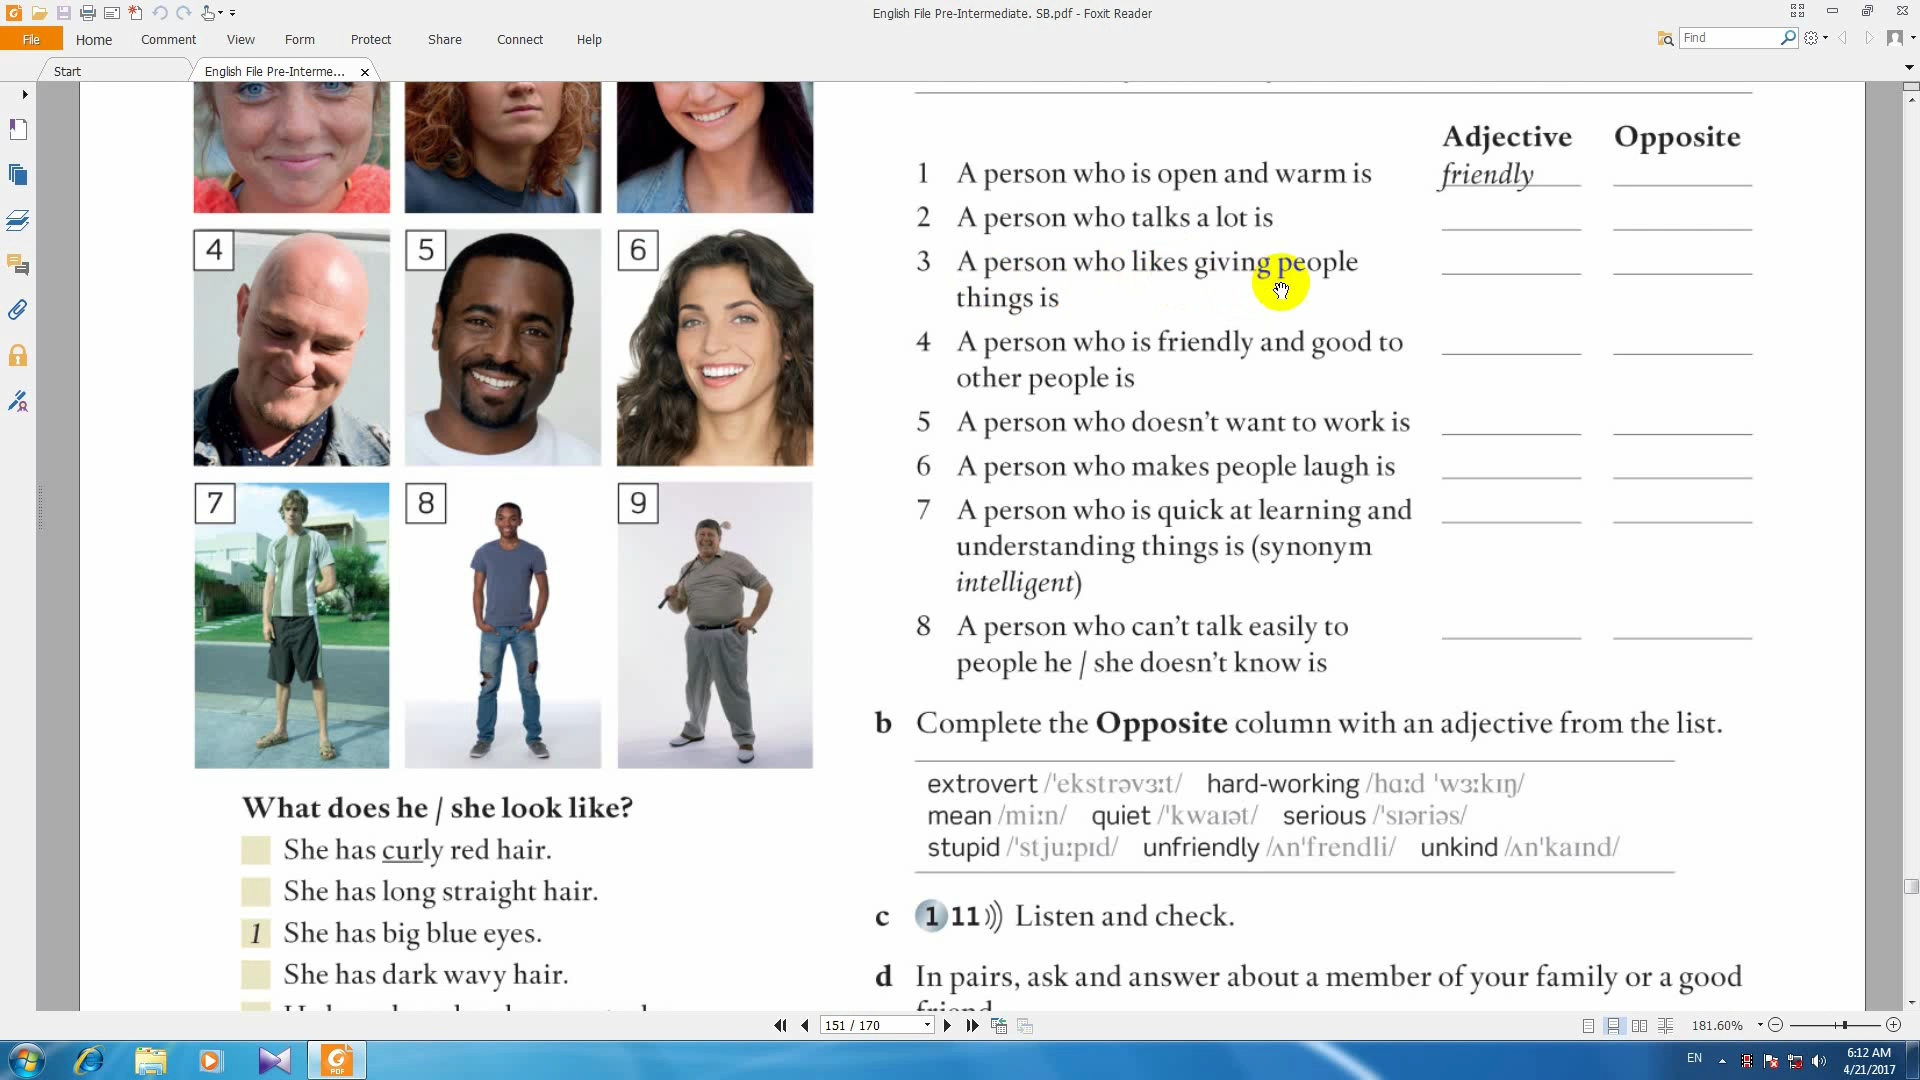 English File Pre-Intermediate. SB.pdf - Foxit Reader
File Home Comment View Form Protect Share Connect Help
Find
Start
English File Pre-Interme...
4
5
6
7
8
9
What does he / she look like?
She has curly red hair.
She has long straight hair.
1 She has big blue eyes.
She has dark wavy hair.
Adjective Opposite
1 A person who is open and warm is friendly
2 A person who talks a lot is
3 A person who likes giving people
things is
4 A person who is friendly and good to
other people is
5 A person who doesn't want to work is
6 A person who makes people laugh is
7 A person who is quick at learning and
understanding things is (synonym
intelligent)
8 A person who can't talk easily to
people he / she doesn't know is
b Complete the Opposite column with an adjective from the list.
extrovert /ˈekstrəvɜːt/ hard-working /hɑːd ˈwɜːkɪŋ/
mean /miːn/ quiet /ˈkwaɪət/ serious /ˈsɪəriəs/
stupid /ˈstjuːpɪd/ unfriendly /ʌnˈfrendli/ unkind /ʌnˈkaɪnd/
c 1 11 Listen and check.
d In pairs, ask and answer about a member of your family or a good
friend.
151 / 170
181.60%
PDF
EN
6:12 AM
4/21/2017